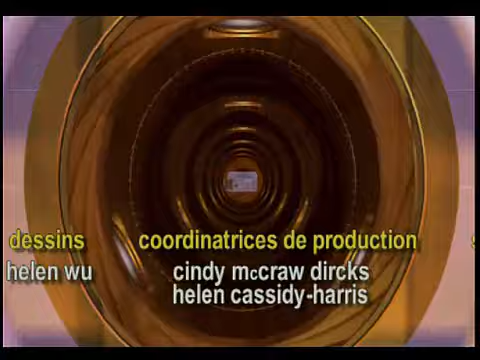 dessins
helen wu
coordinatrices de production
cindy mccraw dircks
helen cassidy-harris